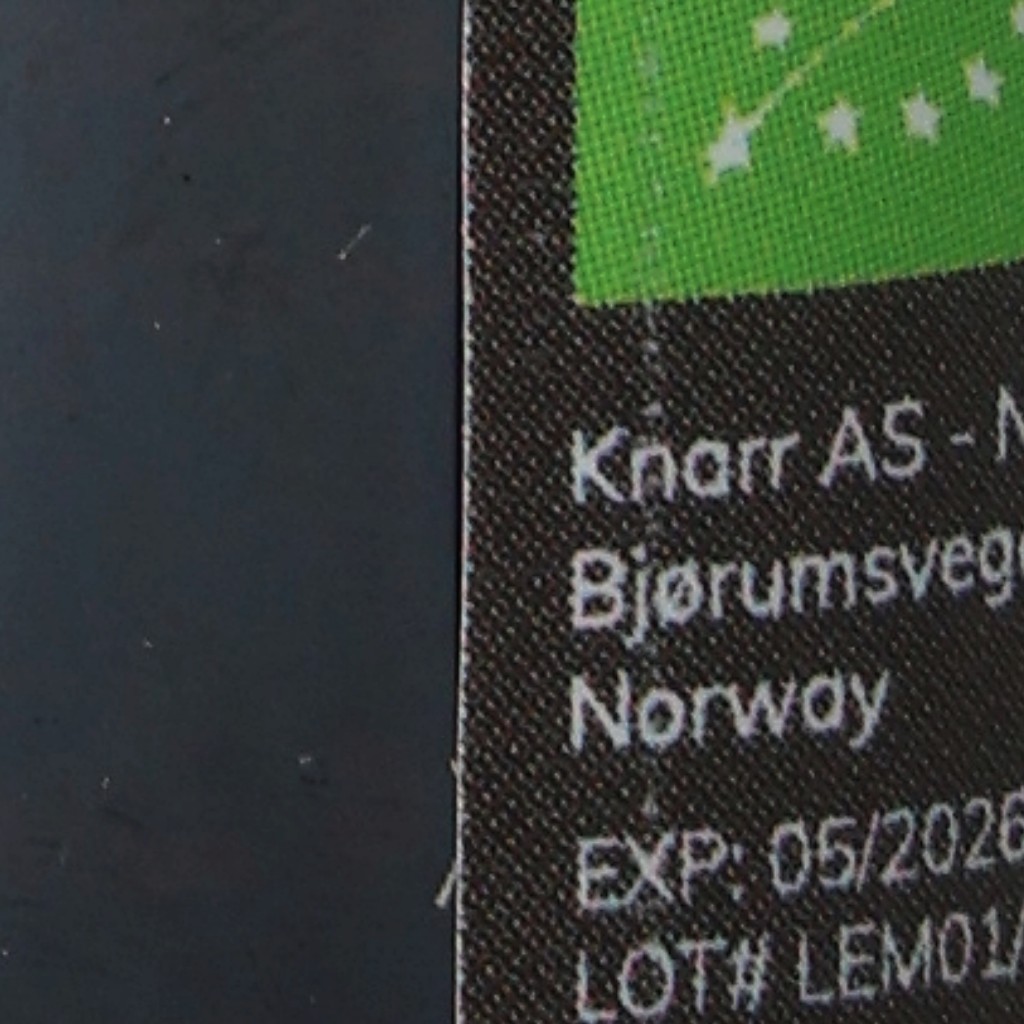 Knarr AS - N
Bjørumsveg
Norway
EXP: 05/2026
LOT# LEM01/